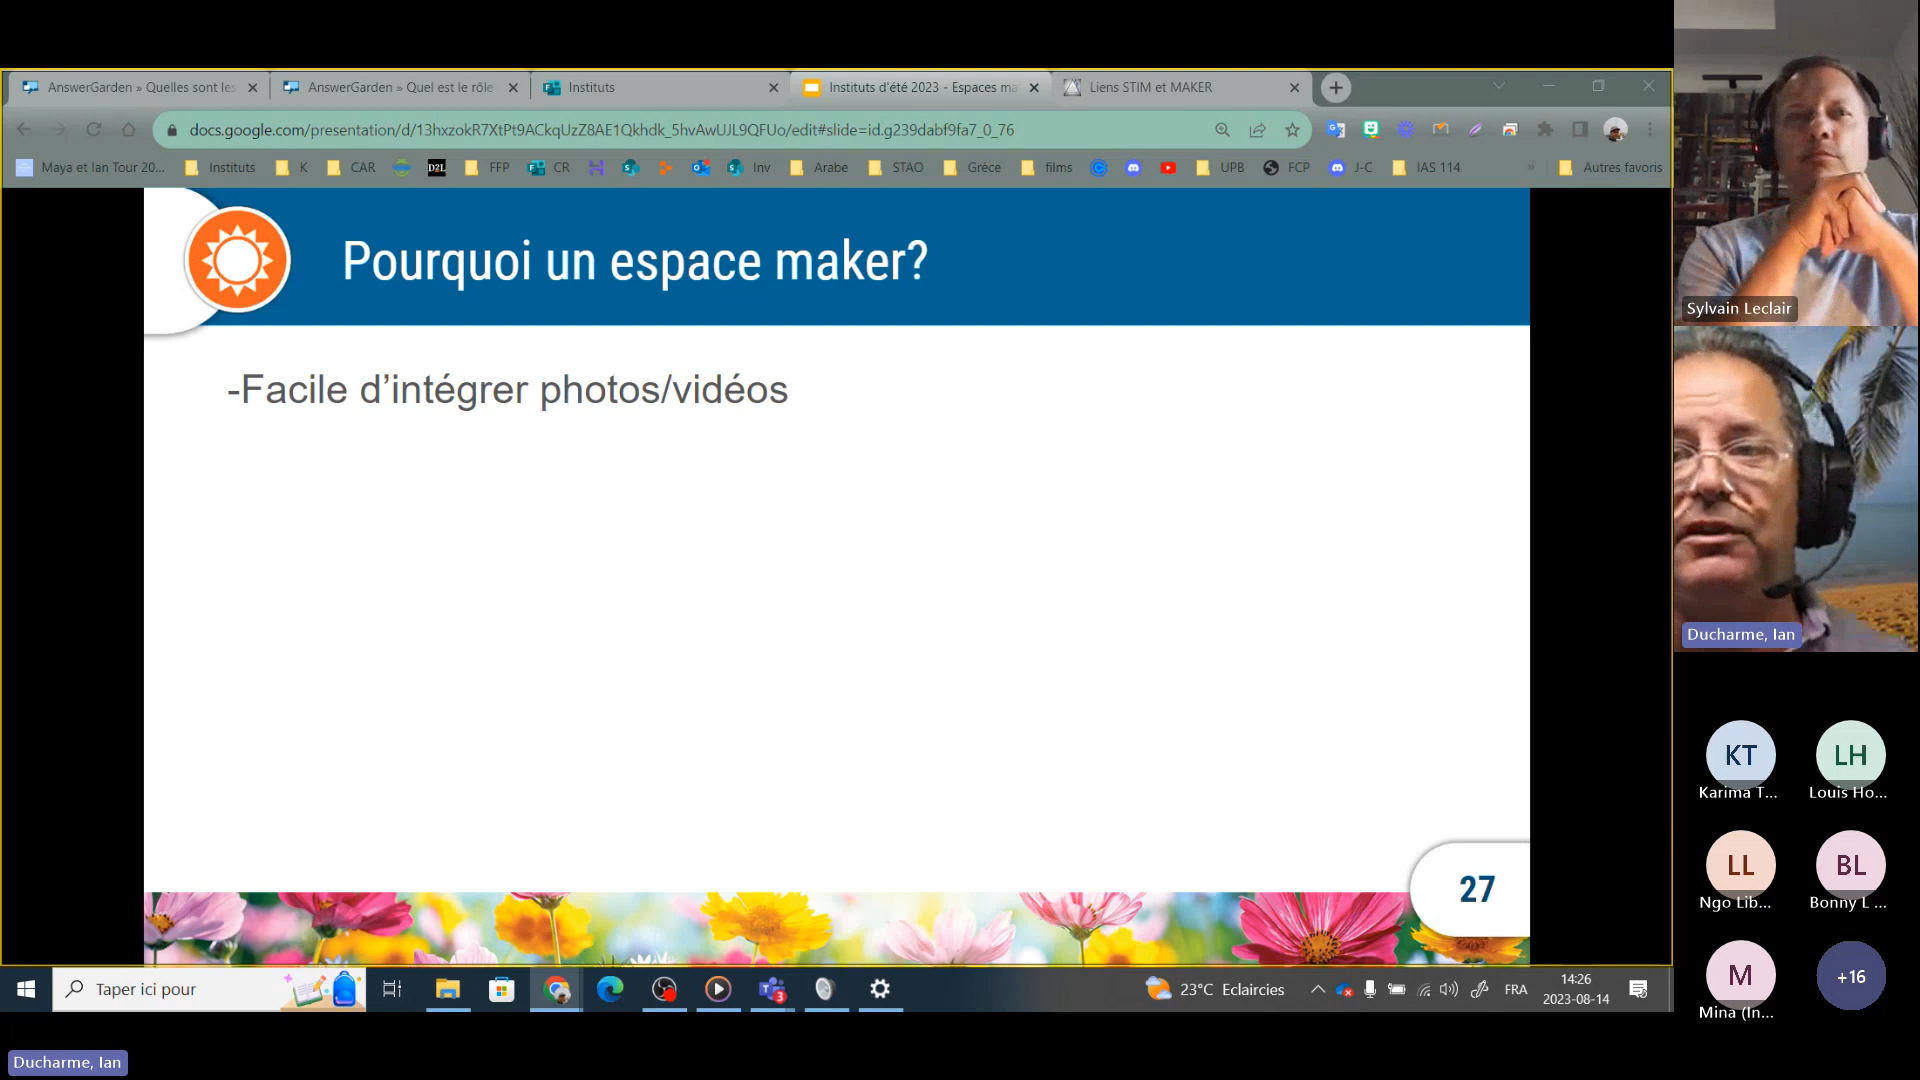 AnswerGarden » Quelles sont les
AnswerGarden » Quel est le rôle
Instituts
Instituts d'été 2023 - Espaces ma
Liens STIM et MAKER
docs.google.com/presentation/d/13hxzokR7XtPt9ACkqUzZ8AE1Qkhdk_5hvAwUJL9QFUo/edit#slide=id.g239dabf9fa7_0_76
Maya et Ian Tour 20...
Instituts
K
CAR
D2L
FFP
CR
Inv
Arabe
STAO
Grèce
films
UPB
FCP
J-C
IAS 114
»
Autres favoris
Pourquoi un espace maker?
-Facile d'intégrer photos/vidéos
27
Taper ici pour
3
23°C Eclaircies
FRA
14:26
2023-08-14
Sylvain Leclair
Ducharme, Ian
KT
Karima T...
LH
Louis Ho...
LL
Ngo Lib...
BL
Bonny L ...
M
Mina (In...
+16
Ducharme, Ian